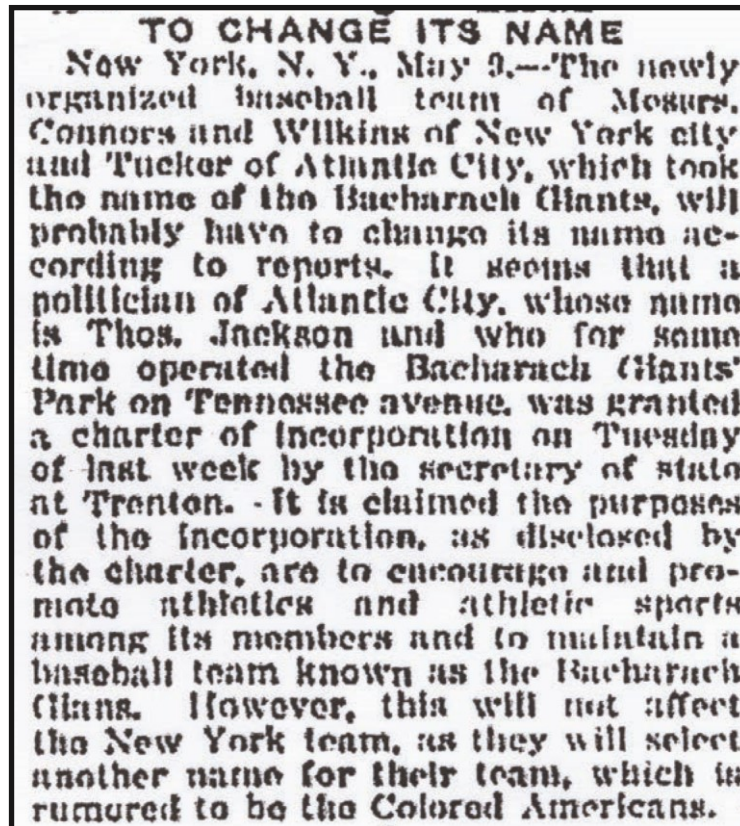 TO CHANGE ITS NAME
New York, N. Y., May 9.—The newly
organized baseball team of Messrs.
Connors and Wilkins of New York city
and Tucker of Atlantic City, which took
the name of the Bacharach Giants, will
probably have to change its name ac-
cording to reports. It seems that a
politician of Atlantic City, whose name
is Thos. Jackson and who for some
time operated the Bacharach Giants'
Park on Tennessee avenue, was granted
a charter of incorporation on Tuesday
of last week by the secretary of state
at Trenton. It is claimed the purposes
of the incorporation, as disclosed by
the charter, are to encourage and pro-
mote athletics and athletic sports
among its members and to maintain a
baseball team known as the Bacharach
Gians. However, this will not affect
the New York team, as they will select
another name for their team, which is
rumored to be the Colored Americans.